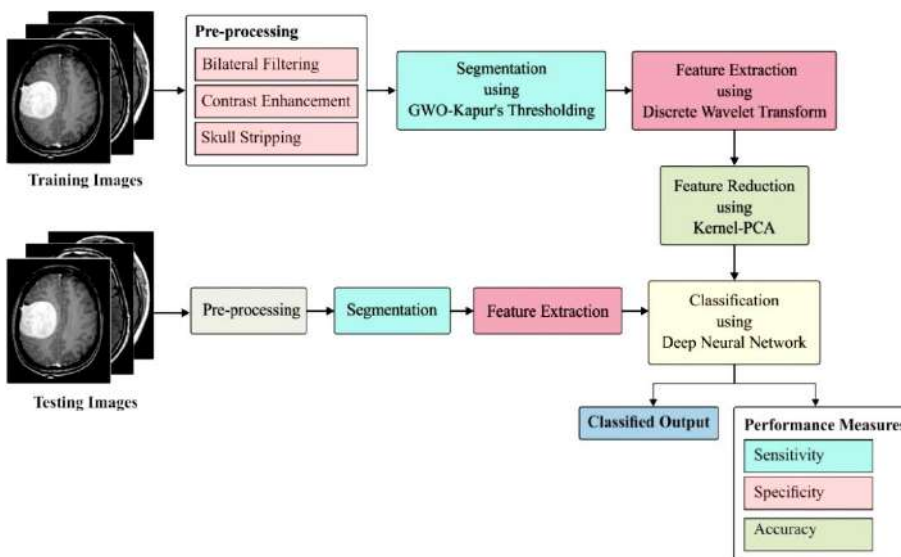 Pre-processing
Bilateral Filtering
Contrast Enhancement
Skull Stripping
Segmentation
using
GWO-Kapur's Thresholding
Feature Extraction
using
Discrete Wavelet Transform
Training Images
Feature Reduction
using
Kernel-PCA
Pre-processing
Segmentation
Feature Extraction
Classification
using
Deep Neural Network
Testing Images
Classified Output
Performance Measures
Sensitivity
Specificity
Accuracy